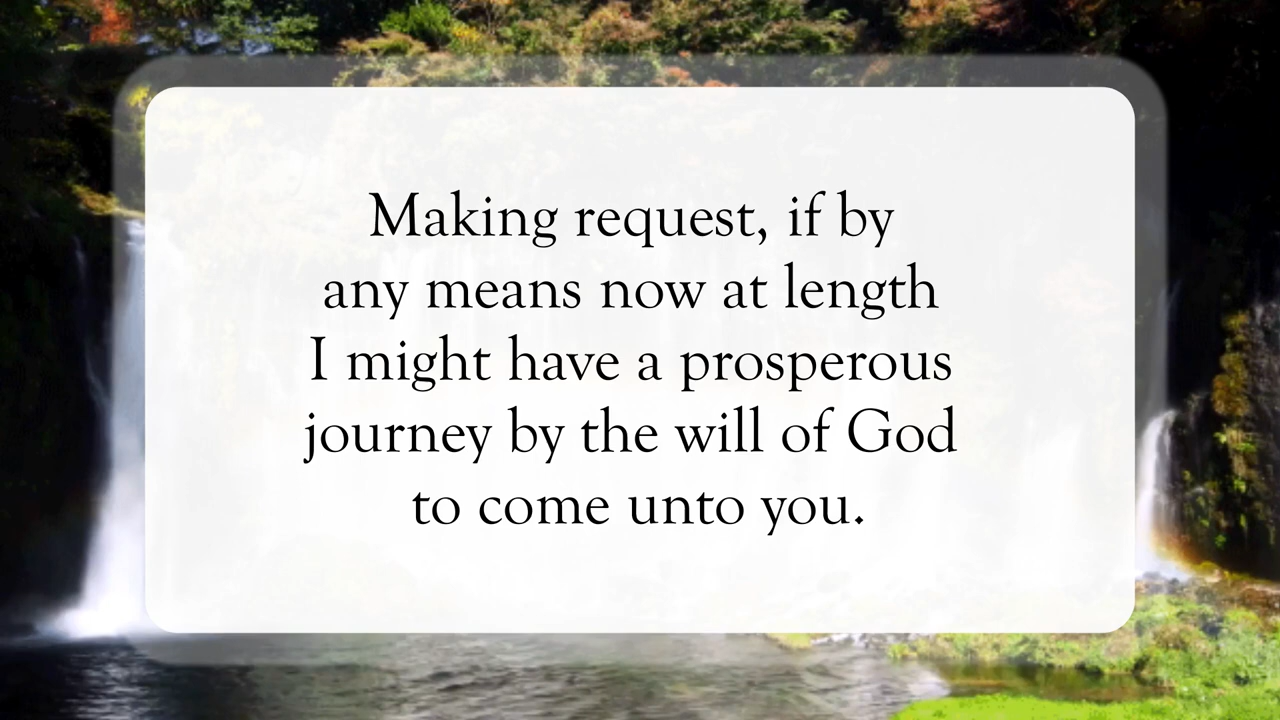 Making request, if by
any means now at length
I might have a prosperous
journey by the will of God
to come unto you.